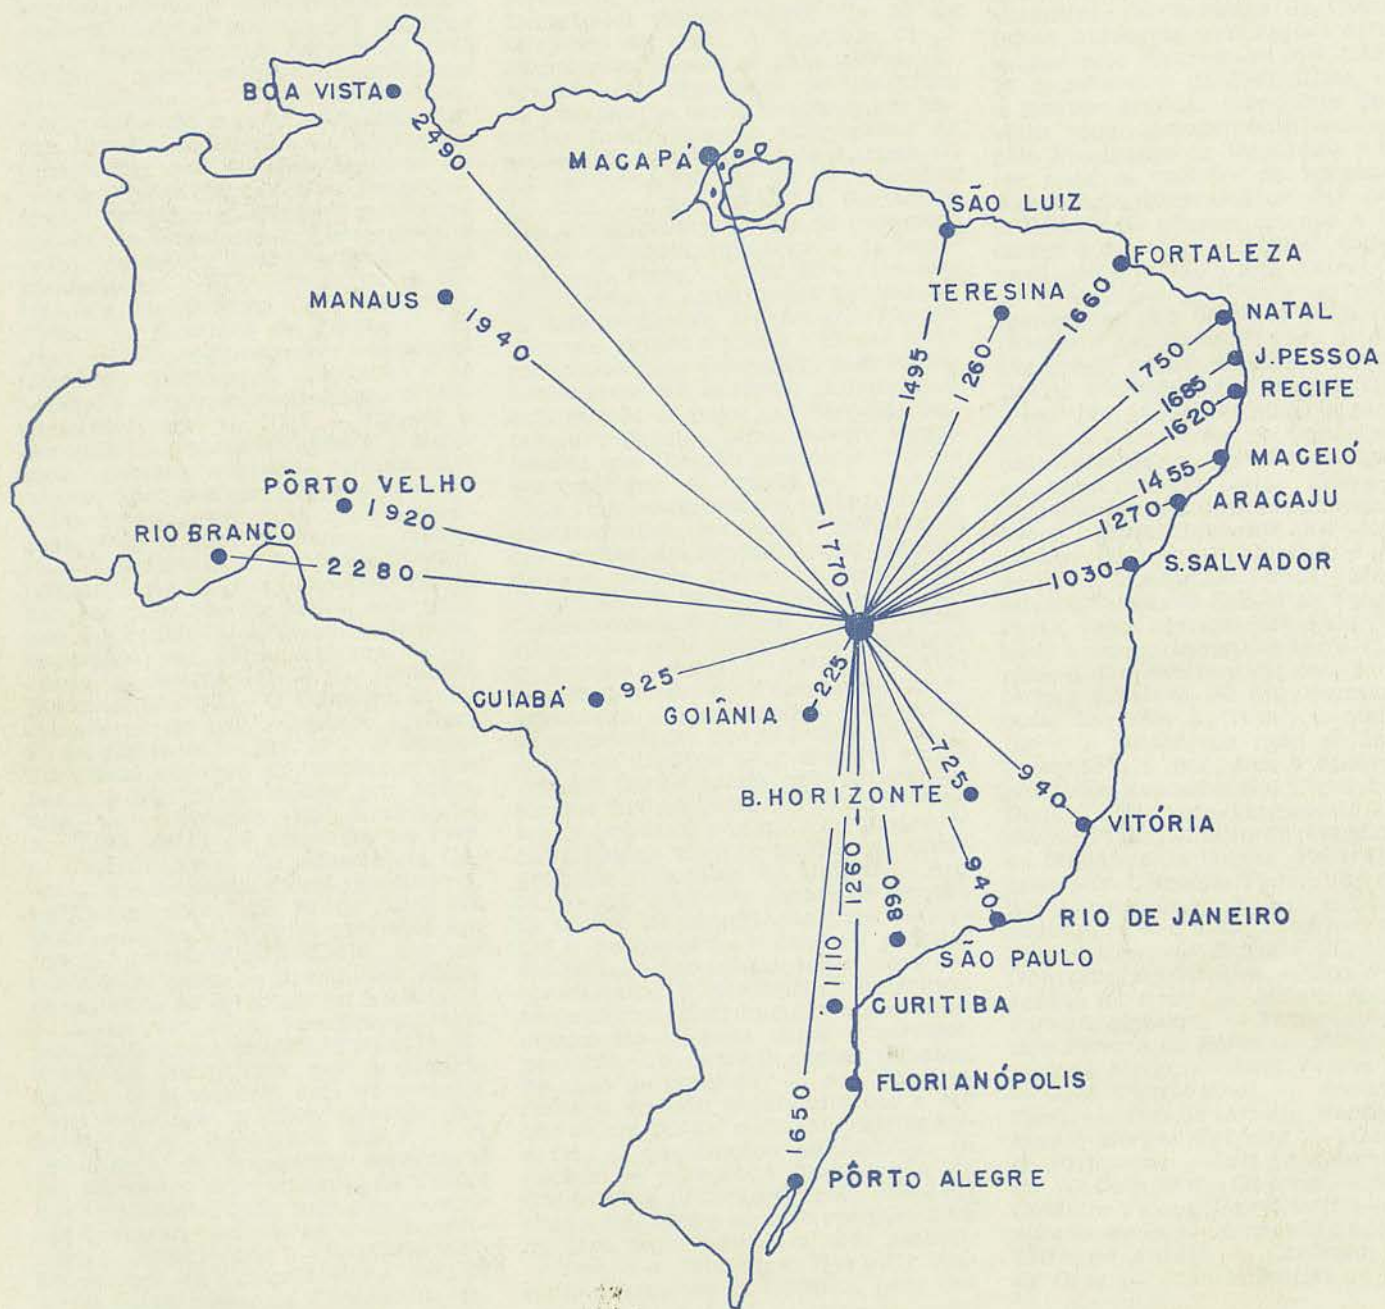 BOA VISTA
2490
MACAPÁ
SÃO LUIZ
FORTALEZA
MANAUS
1940
TERESINA
1660
NATAL
1750
1495
1260
J. PESSOA
1685
RECIFE
1620
MACEIÓ
1455
PÔRTO VELHO
1920
ARACAJU
1270
RIO BRANCO
2280
1770
S. SALVADOR
1030
CUIABÁ
925
GOIÂNIA
225
725
940
B. HORIZONTE
VITÓRIA
1260
890
940
RIO DE JANEIRO
SÃO PAULO
1110
CURITIBA
FLORIANÓPOLIS
1650
PÔRTO ALEGRE